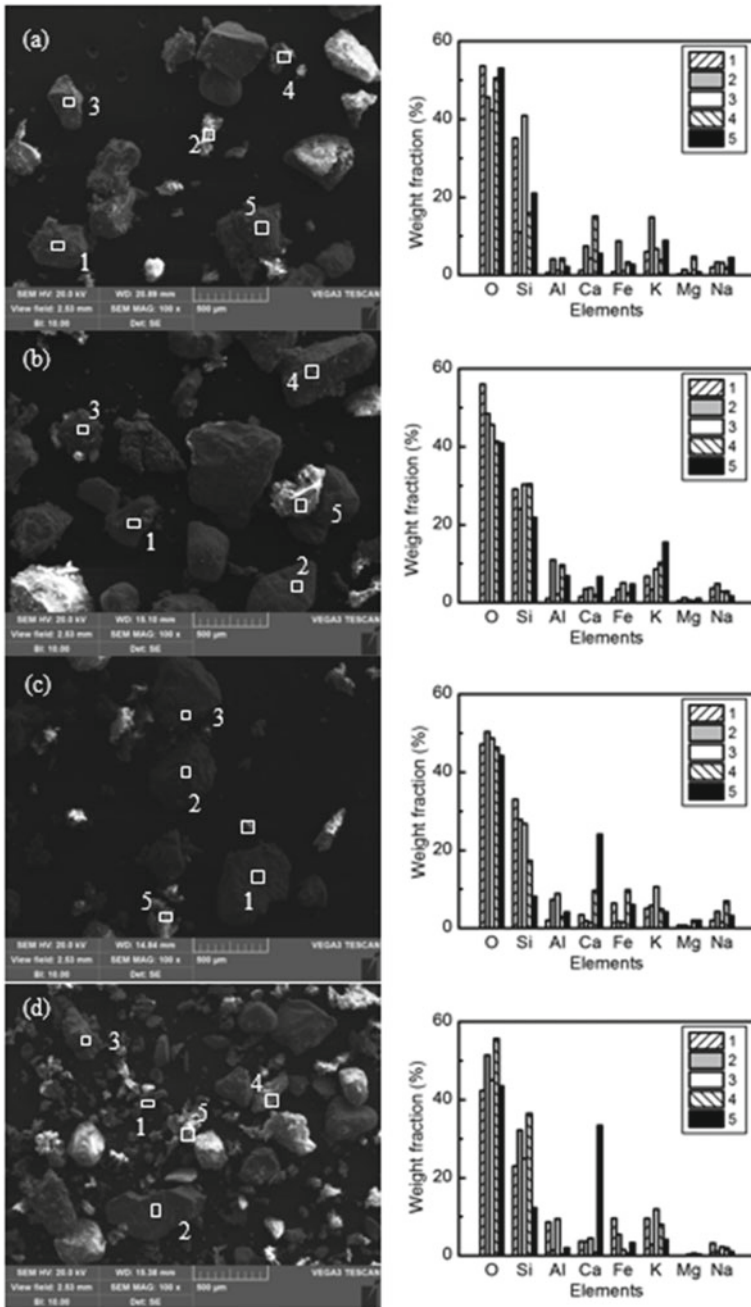 (a)
4
3
2
5
1
SEM HV: 20.0 kV WD: 20.89 mm VEGA3 TESCAN
View field: 2.53 mm SEM MAG: 100 x 500 µm
BI: 10.00 Det: SE
Weight fraction (%)
60
40
20
0
1
2
3
4
5
O Si Al Ca Fe K Mg Na
Elements
(b)
4
3
5
1
2
SEM HV: 20.0 kV WD: 15.10 mm VEGA3 TESCAN
View field: 2.53 mm SEM MAG: 100 x 500 µm
BI: 10.00 Det: SE
Weight fraction (%)
60
40
20
0
1
2
3
4
5
O Si Al Ca Fe K Mg Na
Elements
(c)
3
2
1
5
SEM HV: 20.0 kV WD: 14.84 mm VEGA3 TESCAN
View field: 2.53 mm SEM MAG: 100 x 500 µm
BI: 10.00 Det: SE
Weight fraction (%)
60
40
20
0
1
2
3
4
5
O Si Al Ca Fe K Mg Na
Elements
(d)
3
4
1
5
2
SEM HV: 20.0 kV WD: 15.38 mm VEGA3 TESCAN
View field: 2.53 mm SEM MAG: 100 x 500 µm
BI: 10.00 Det: SE
Weight fraction (%)
60
40
20
0
1
2
3
4
5
O Si Al Ca Fe K Mg Na
Elements